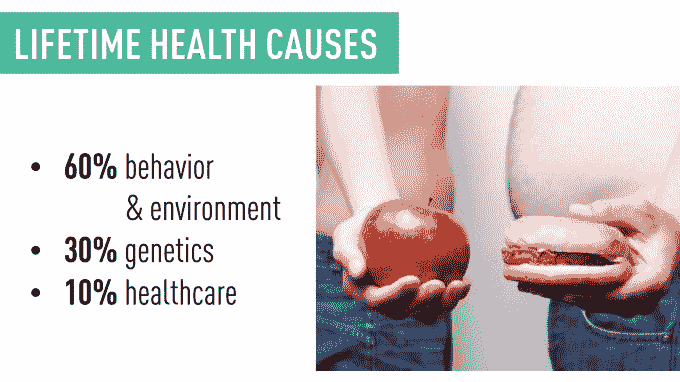 LIFETIME HEALTH CAUSES
• 60% behavior
& environment
• 30% genetics
• 10% healthcare